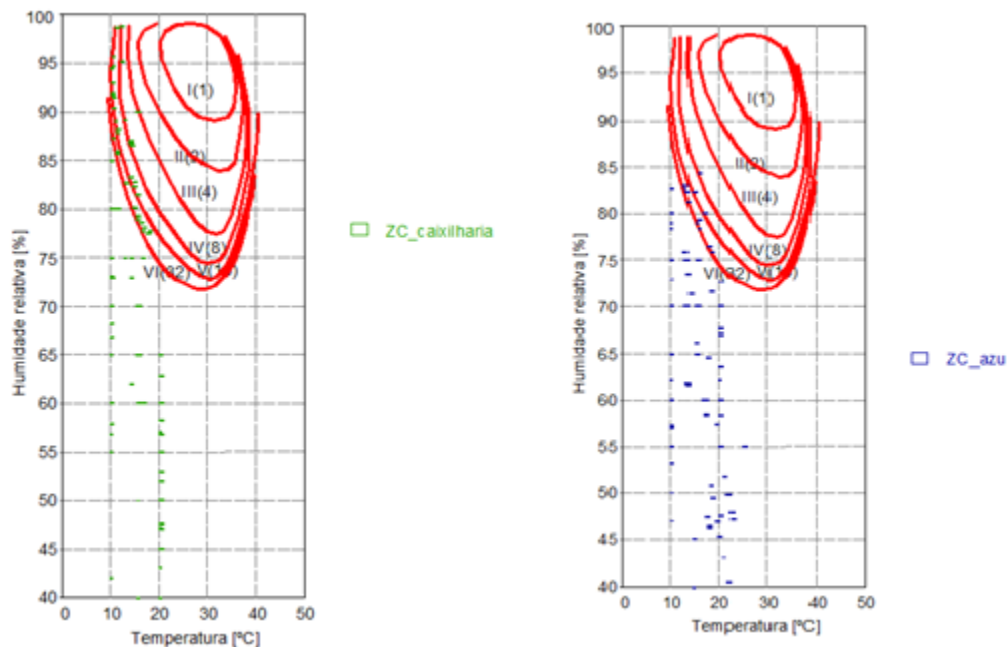 100
95
90
85
80
75
70
65
60
55
50
45
40
Humidade relativa [%]
I(1)
II(2)
III(4)
IV(8)
VI(32)
0
10
20
30
40
50
Temperatura [ºC]
ZC_caixilharia
100
95
90
85
80
75
70
65
60
55
50
45
40
Humidade relativa [%]
I(1)
II(2)
III(4)
IV(8)
VI(32)
0
10
20
30
40
50
Temperatura [ºC]
ZC_azu